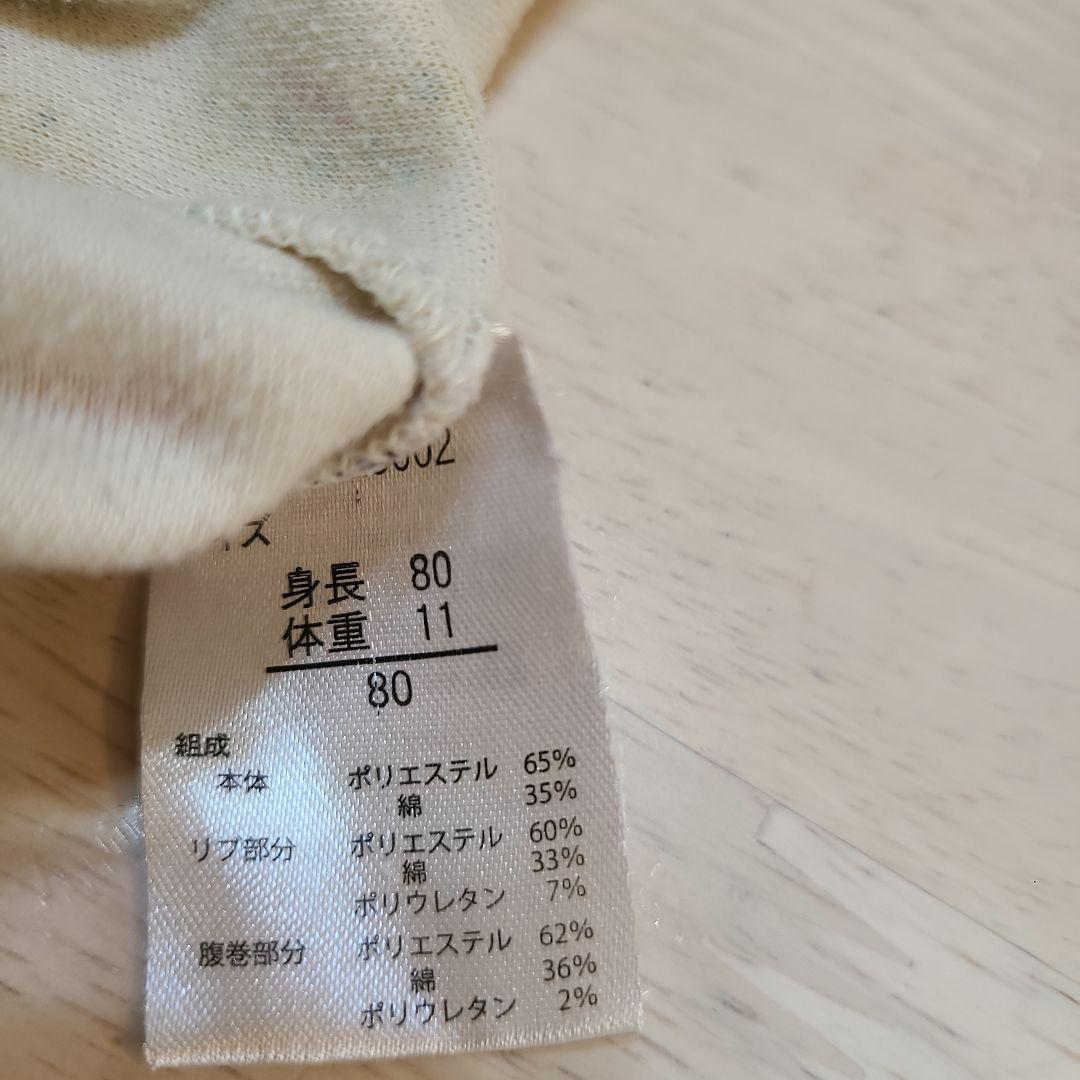 身長 80
体重 11
80
組成
本体 ポリエステル 65%
綿 35%
リブ部分 ポリエステル 60%
綿 33%
ポリウレタン 7%
腹巻部分 ポリエステル 62%
綿 36%
ポリウレタン 2%